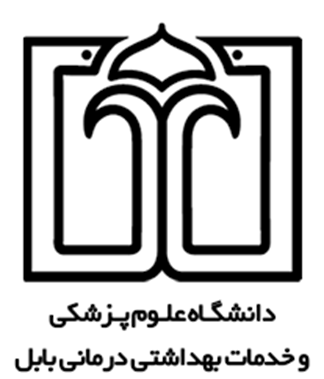 دانشگاه علوم پزشکی
و خدمات بهداشتی درمانی بابل